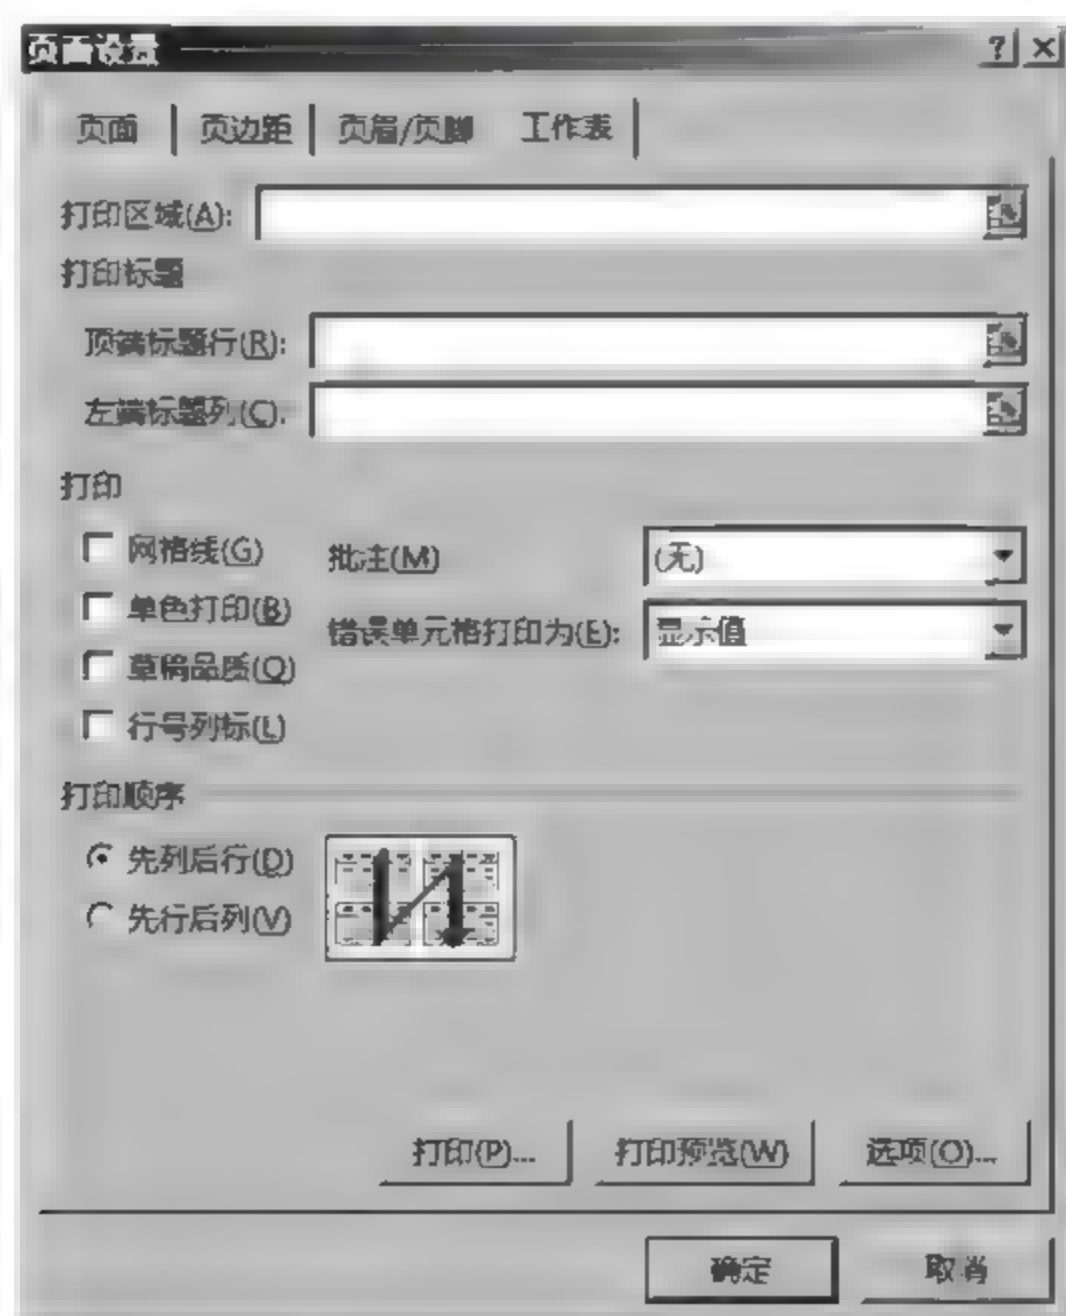 页面设置 ? ×
页面 页边距 页眉/页脚 工作表
打印区域(A):
打印标题
顶端标题行(R):
左端标题列(C):
打印
网格线(G) 批注(M) (无)
单色打印(B) 错误单元格打印为(E): 显示值
草稿品质(Q)
行号列标(L)
打印顺序
先列后行(D)
先行后列(V)
打印(P)... 打印预览(W) 选项(O)...
确定 取消